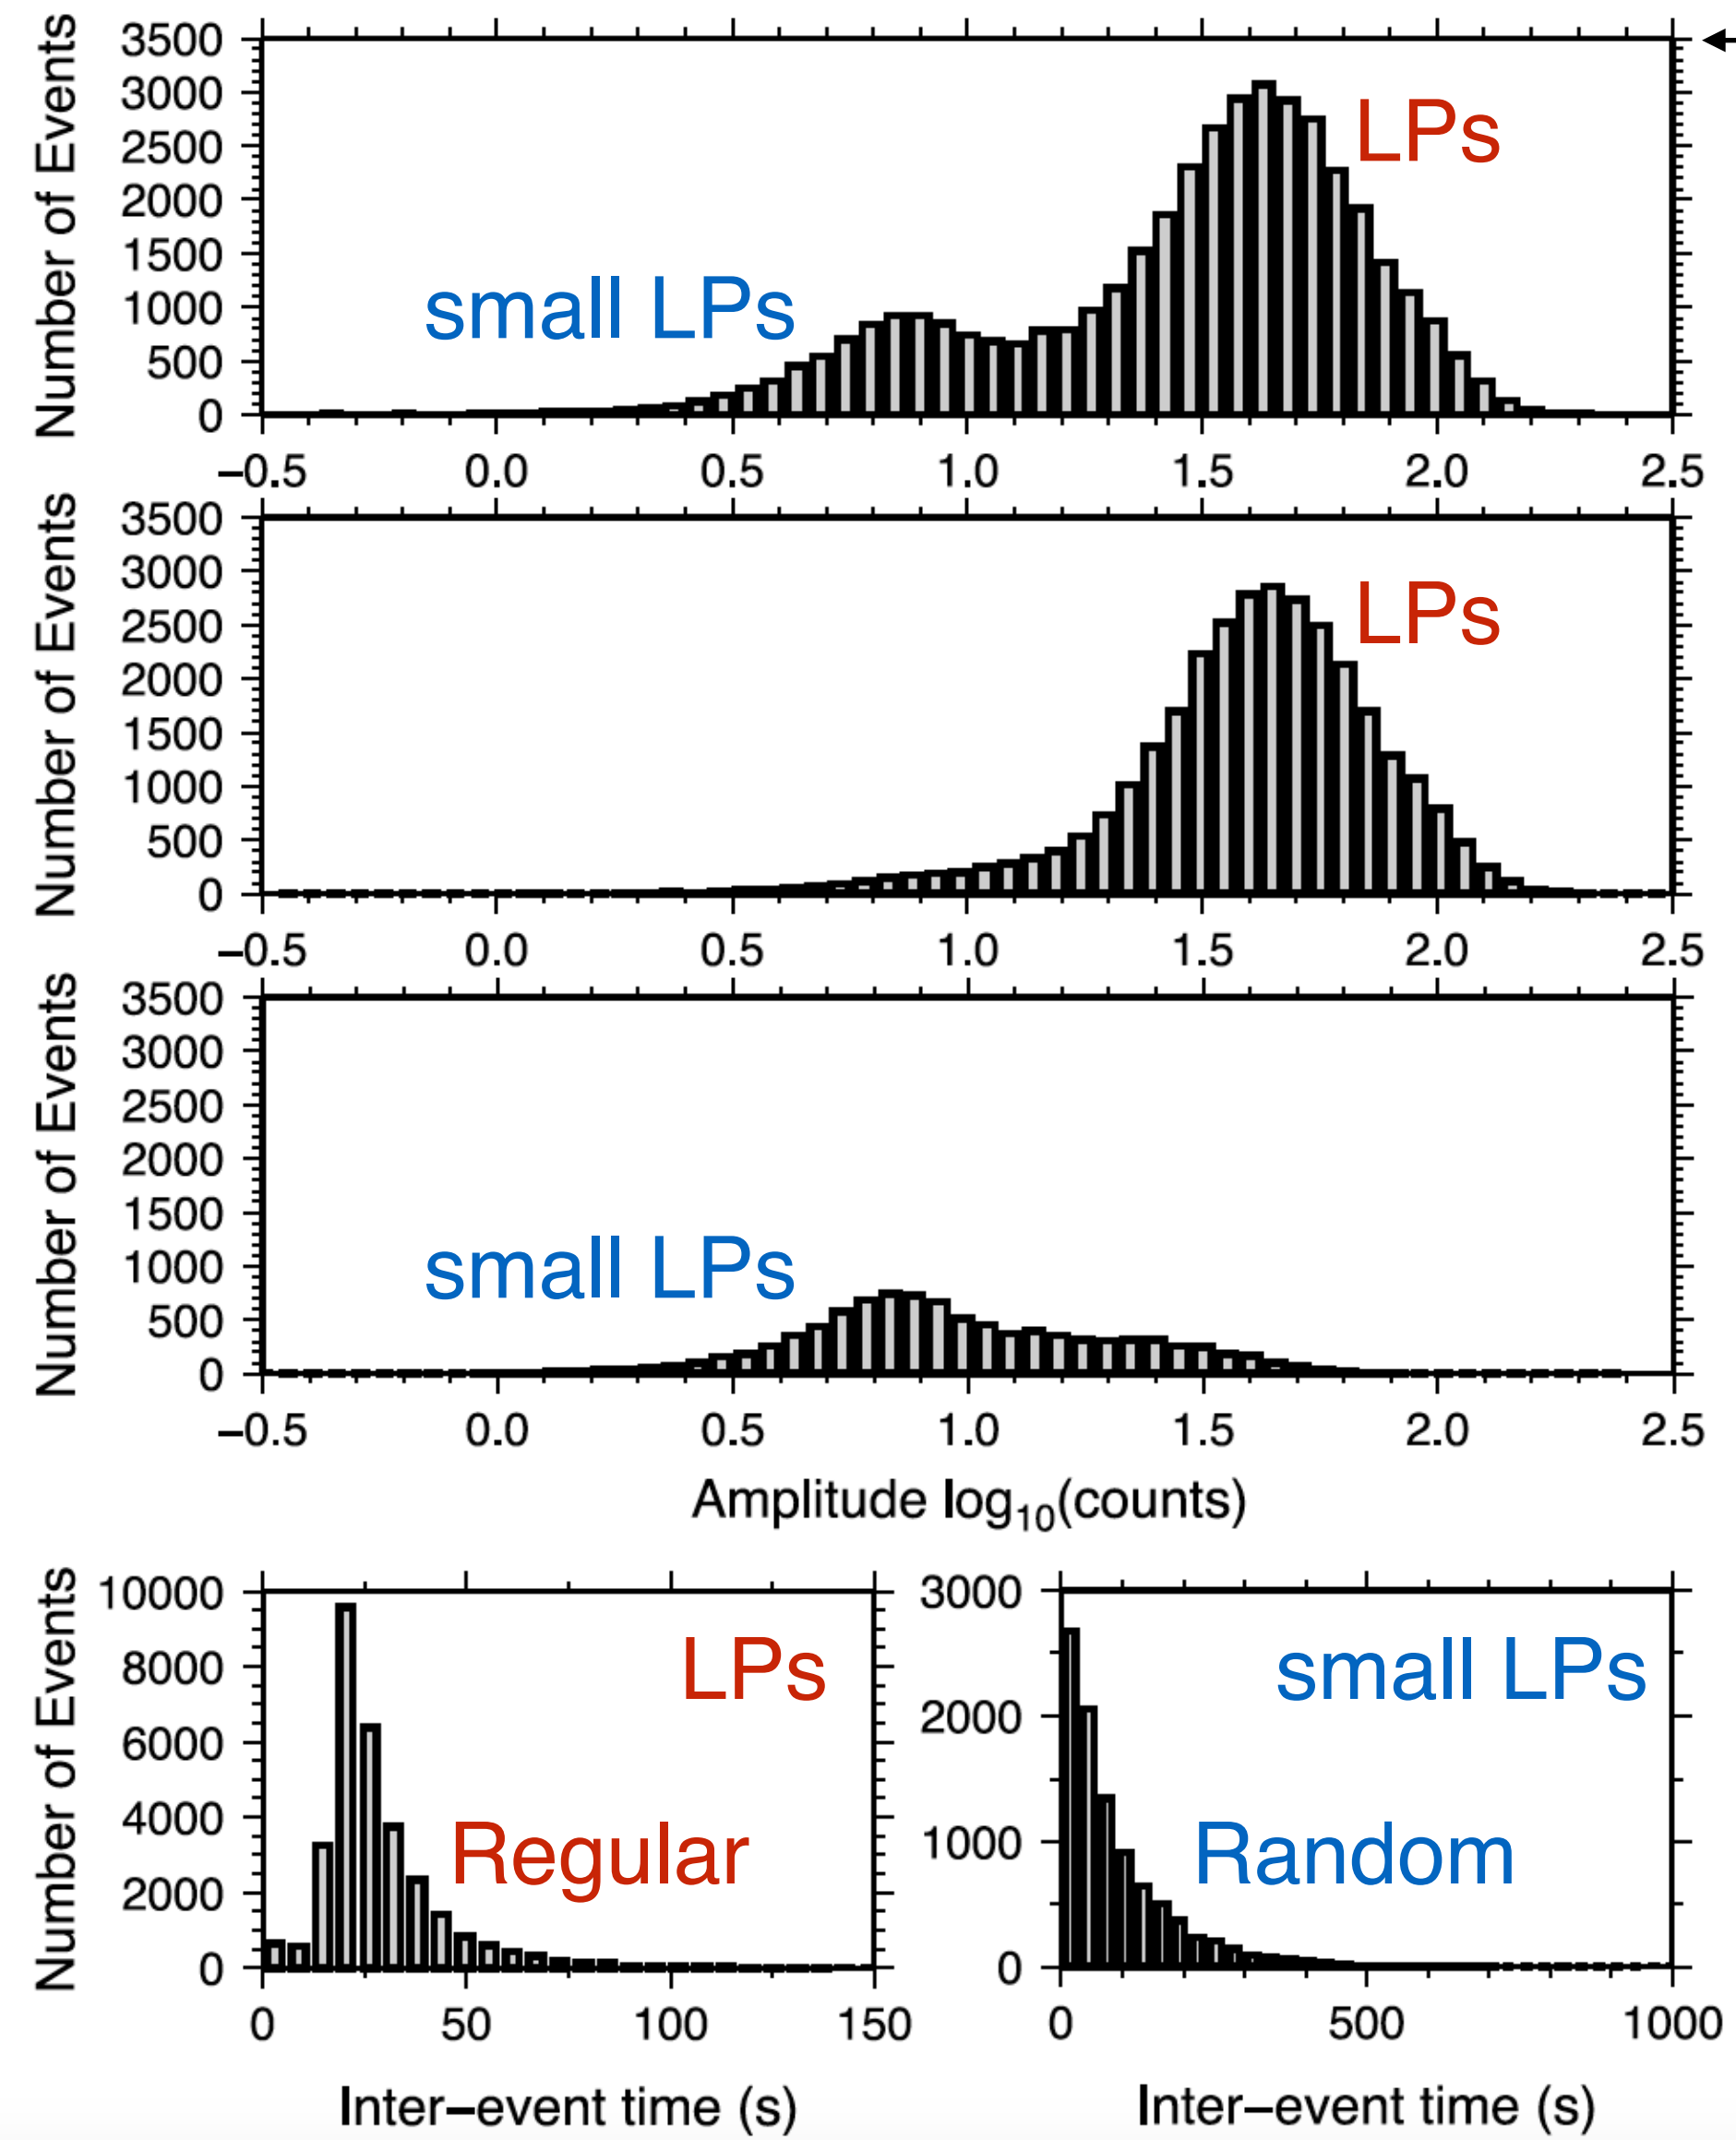 Number of Events
3500
3000
2500
2000
1500
1000
500
0
LPs
small LPs
−0.5 0.0 0.5 1.0 1.5 2.0 2.5
Number of Events
3500
3000
2500
2000
1500
1000
500
0
LPs
−0.5 0.0 0.5 1.0 1.5 2.0 2.5
Number of Events
3500
3000
2500
2000
1500
1000
500
0
small LPs
−0.5 0.0 0.5 1.0 1.5 2.0 2.5
Amplitude log₁₀(counts)
Number of Events
10000
8000
6000
4000
2000
0
LPs
Regular
0 50 100 150
Inter−event time (s)
3000
2000
1000
0
small LPs
Random
0 500 1000
Inter−event time (s)